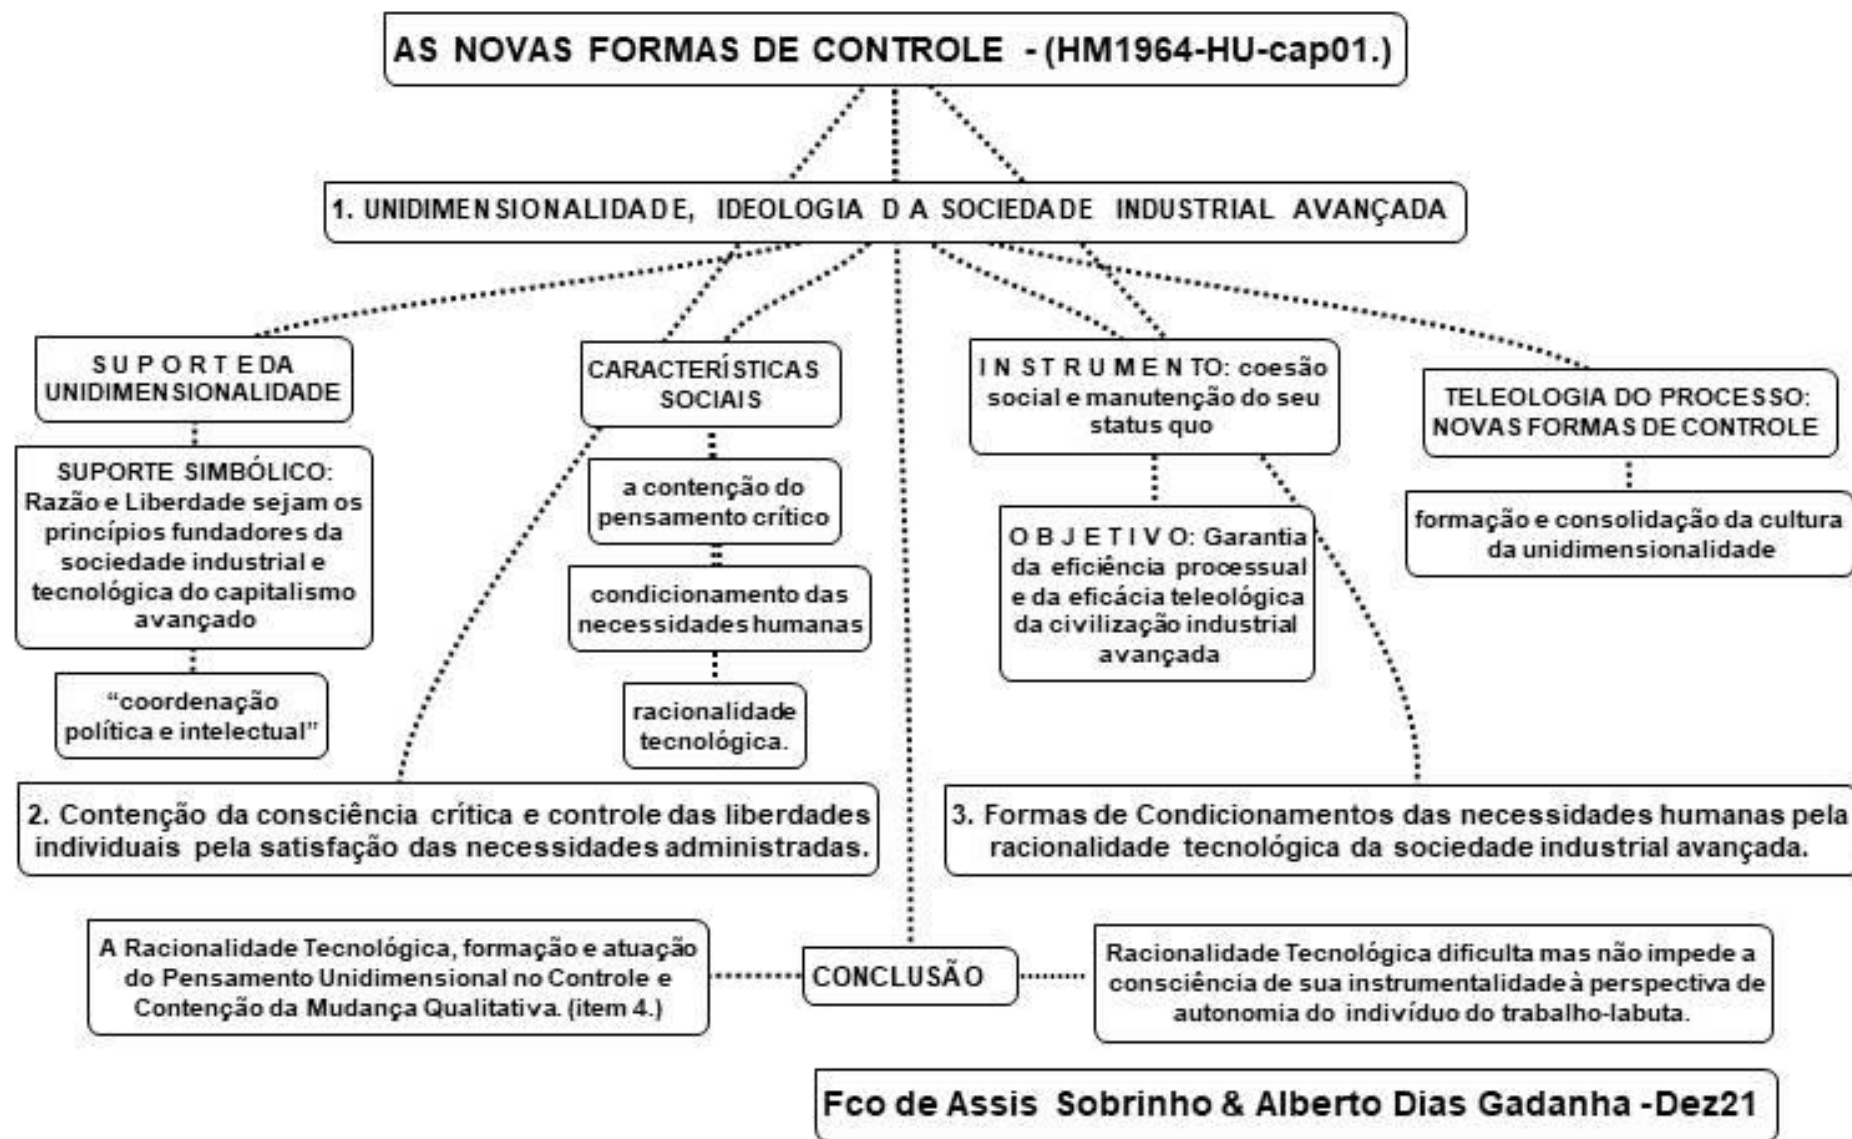 AS NOVAS FORMAS DE CONTROLE - (HM1964-HU-cap01.)
1. UNIDIMENSIONALIDADE, IDEOLOGIA DA SOCIEDADE INDUSTRIAL AVANÇADA
SUPORTE DA
UNIDIMENSIONALIDADE
SUPORTE SIMBÓLICO:
Razão e Liberdade sejam os
princípios fundadores da
sociedade industrial e
tecnológica do capitalismo
avançado
“coordenação
política e intelectual”
CARACTERÍSTICAS
SOCIAIS
a contenção do
pensamento crítico
condicionamento das
necessidades humanas
racionalidade
tecnológica.
INSTRUMENTO: coesão
social e manutenção do seu
status quo
OBJETIVO: Garantia
da eficiência processual
e da eficácia teleológica
da civilização industrial
avançada
TELEOLOGIA DO PROCESSO:
NOVAS FORMAS DE CONTROLE
formação e consolidação da cultura
da unidimensionalidade
2. Contenção da consciência crítica e controle das liberdades
individuais pela satisfação das necessidades administradas.
3. Formas de Condicionamentos das necessidades humanas pela
racionalidade tecnológica da sociedade industrial avançada.
A Racionalidade Tecnológica, formação e atuação
do Pensamento Unidimensional no Controle e
Contenção da Mudança Qualitativa. (item 4.)
CONCLUSÃO
Racionalidade Tecnológica dificulta mas não impede a
consciência de sua instrumentalidade à perspectiva de
autonomia do indivíduo do trabalho-labuta.
Fco de Assis Sobrinho & Alberto Dias Gadanha -Dez21